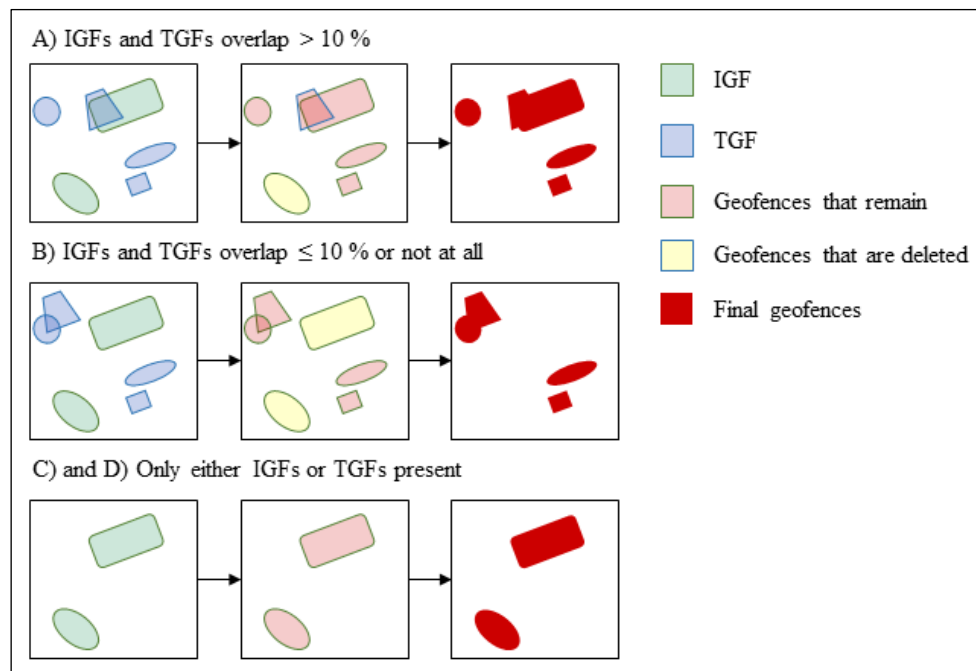 A) IGFs and TGFs overlap > 10 %
IGF
TGF
Geofences that remain
B) IGFs and TGFs overlap ≤ 10 % or not at all
Geofences that are deleted
Final geofences
C) and D) Only either IGFs or TGFs present